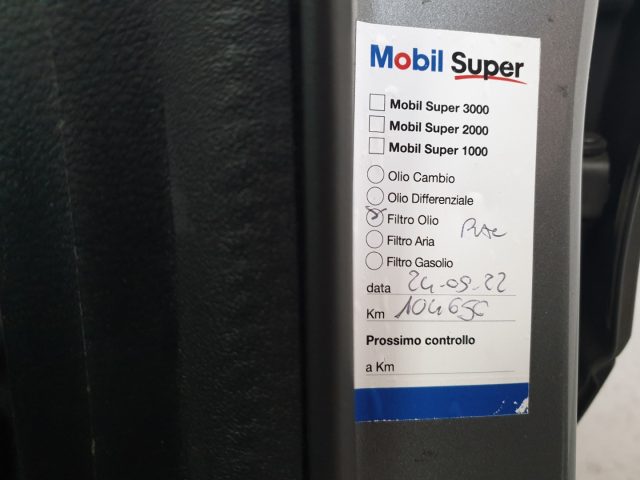 Mobil Super
Mobil Super 3000
Mobil Super 2000
Mobil Super 1000
Olio Cambio
Olio Differenziale
Filtro Olio
Filtro Aria
Filtro Gasolio
data 24-09-22
Km 104650
Prossimo controllo
a Km